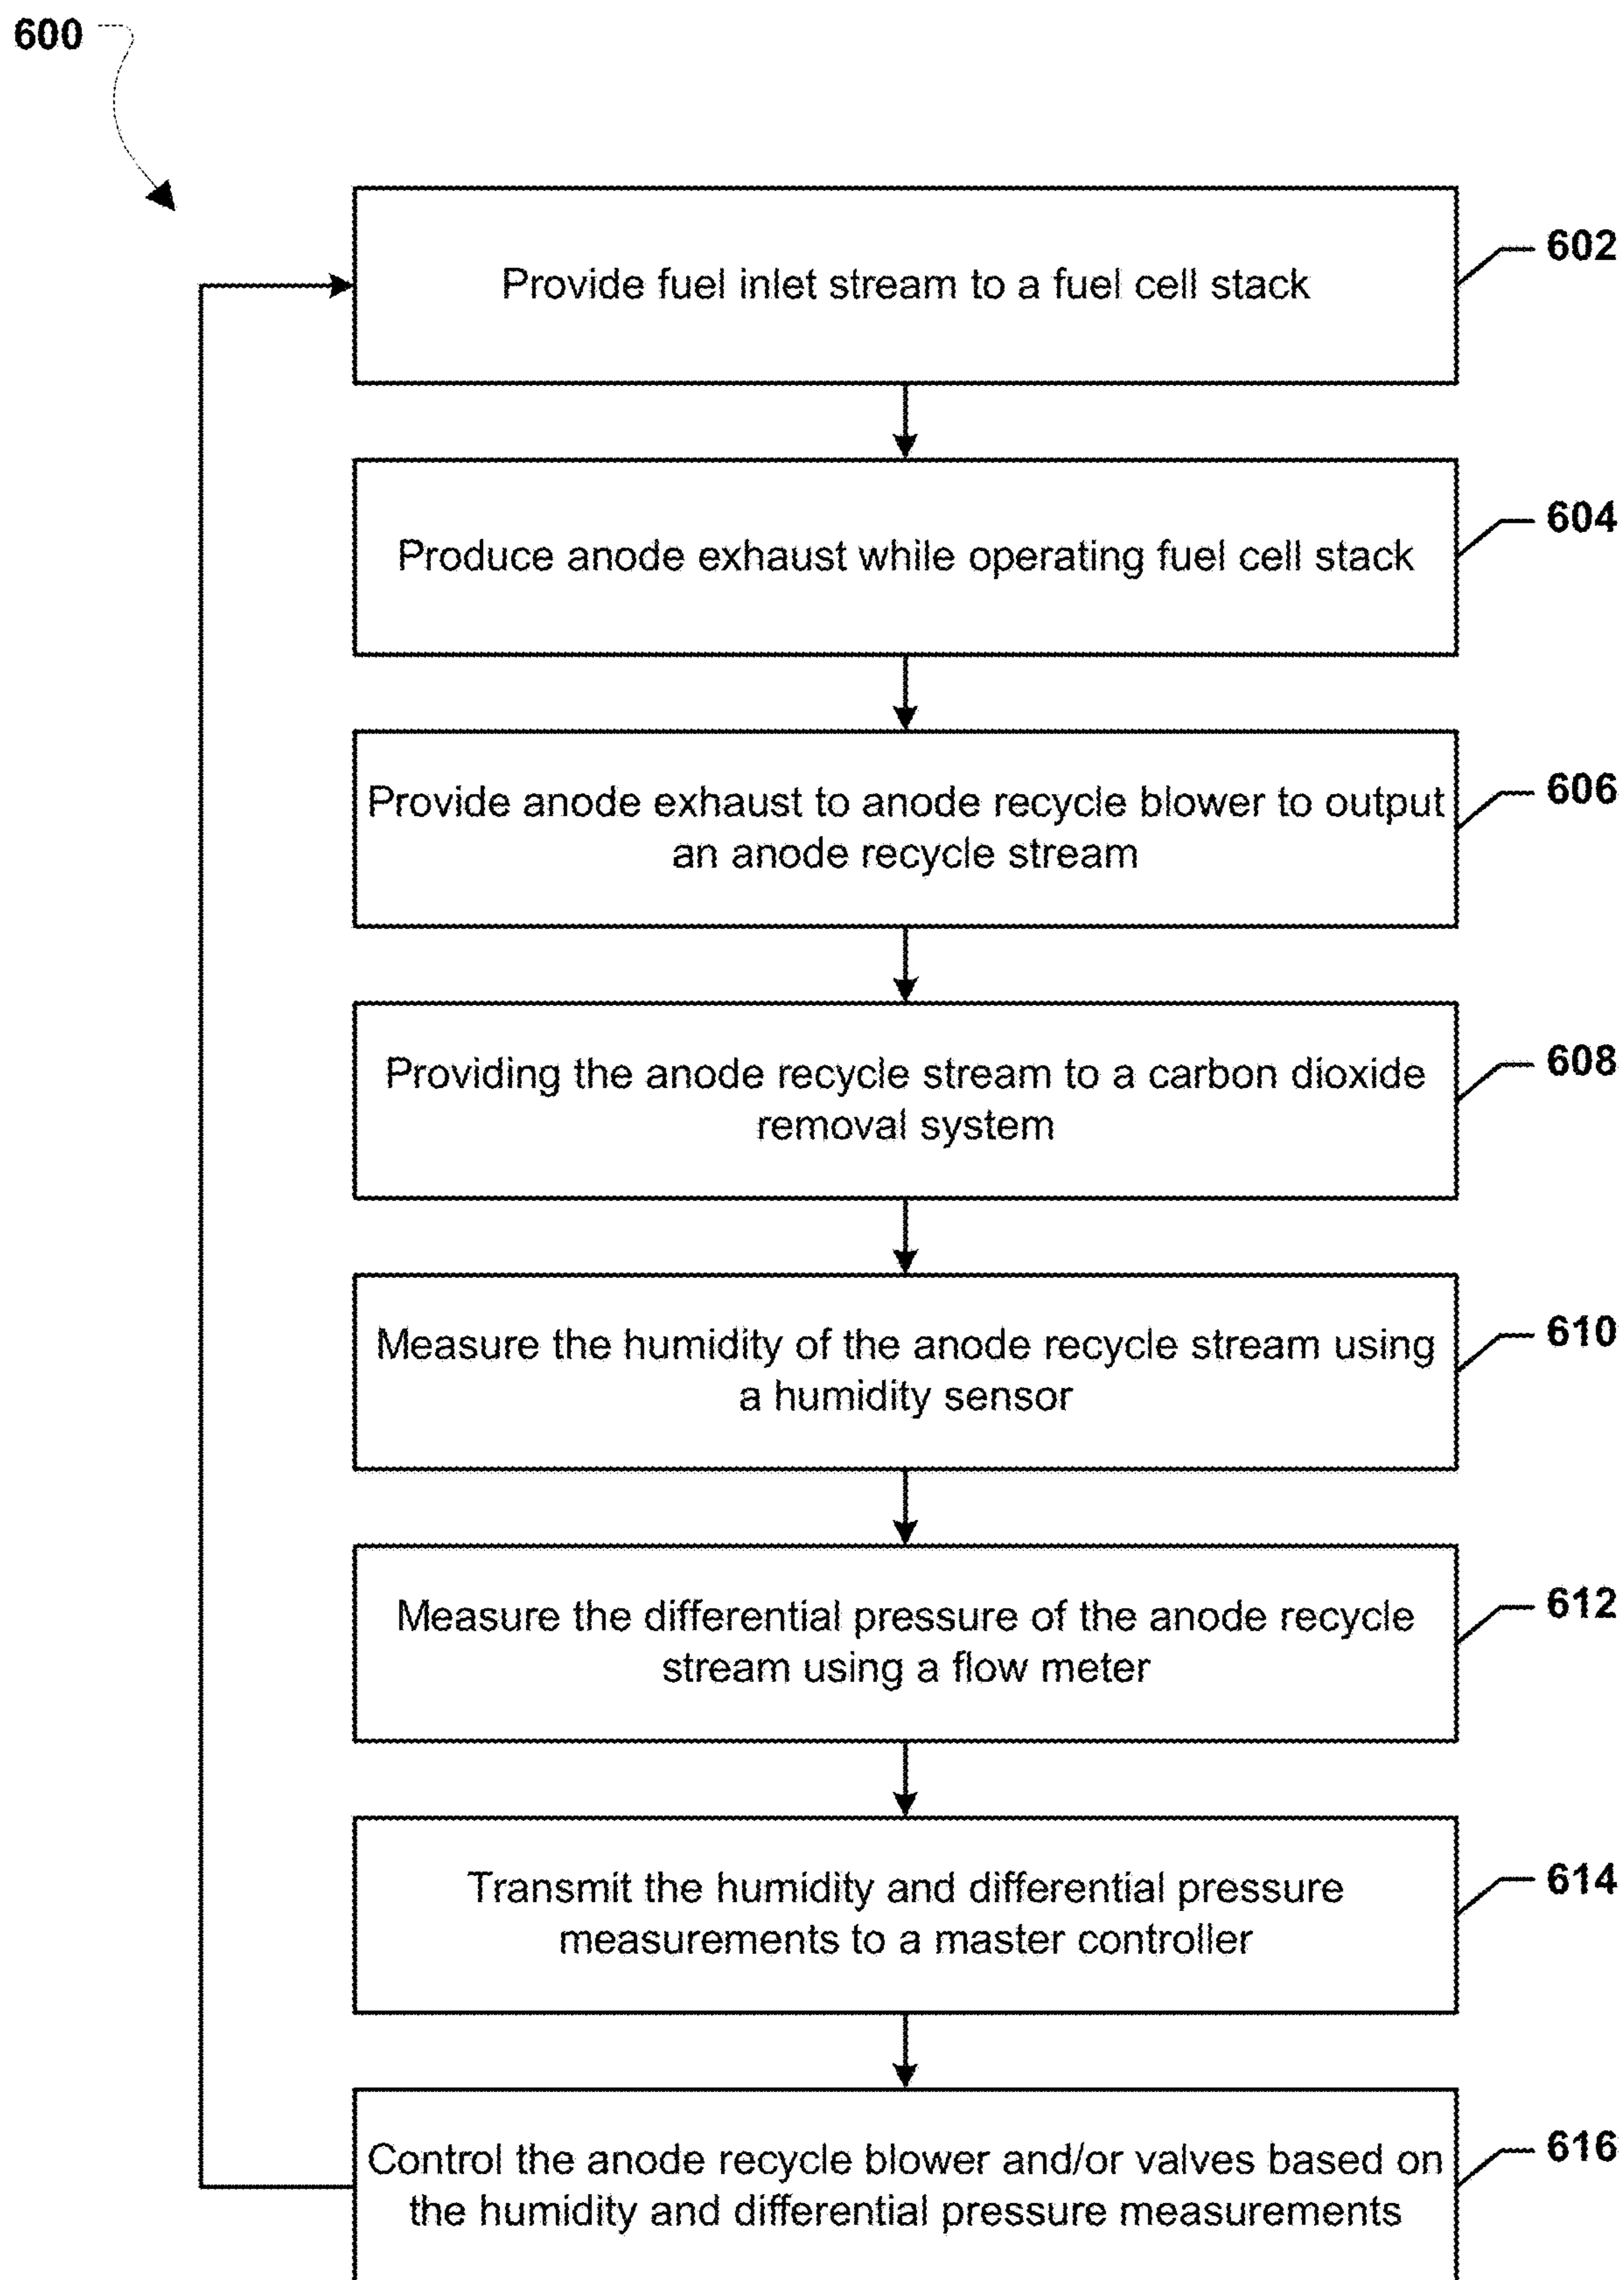 600
Provide fuel inlet stream to a fuel cell stack
602
Produce anode exhaust while operating fuel cell stack
604
Provide anode exhaust to anode recycle blower to output
an anode recycle stream
606
Providing the anode recycle stream to a carbon dioxide
removal system
608
Measure the humidity of the anode recycle stream using
a humidity sensor
610
Measure the differential pressure of the anode recycle
stream using a flow meter
612
Transmit the humidity and differential pressure
measurements to a master controller
614
Control the anode recycle blower and/or valves based on
the humidity and differential pressure measurements
616